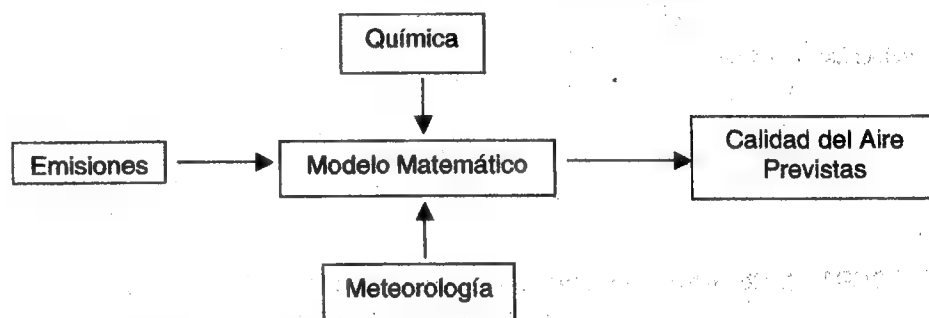 Química
Emisiones
Modelo Matemático
Calidad del Aire
Previstas
Meteorología